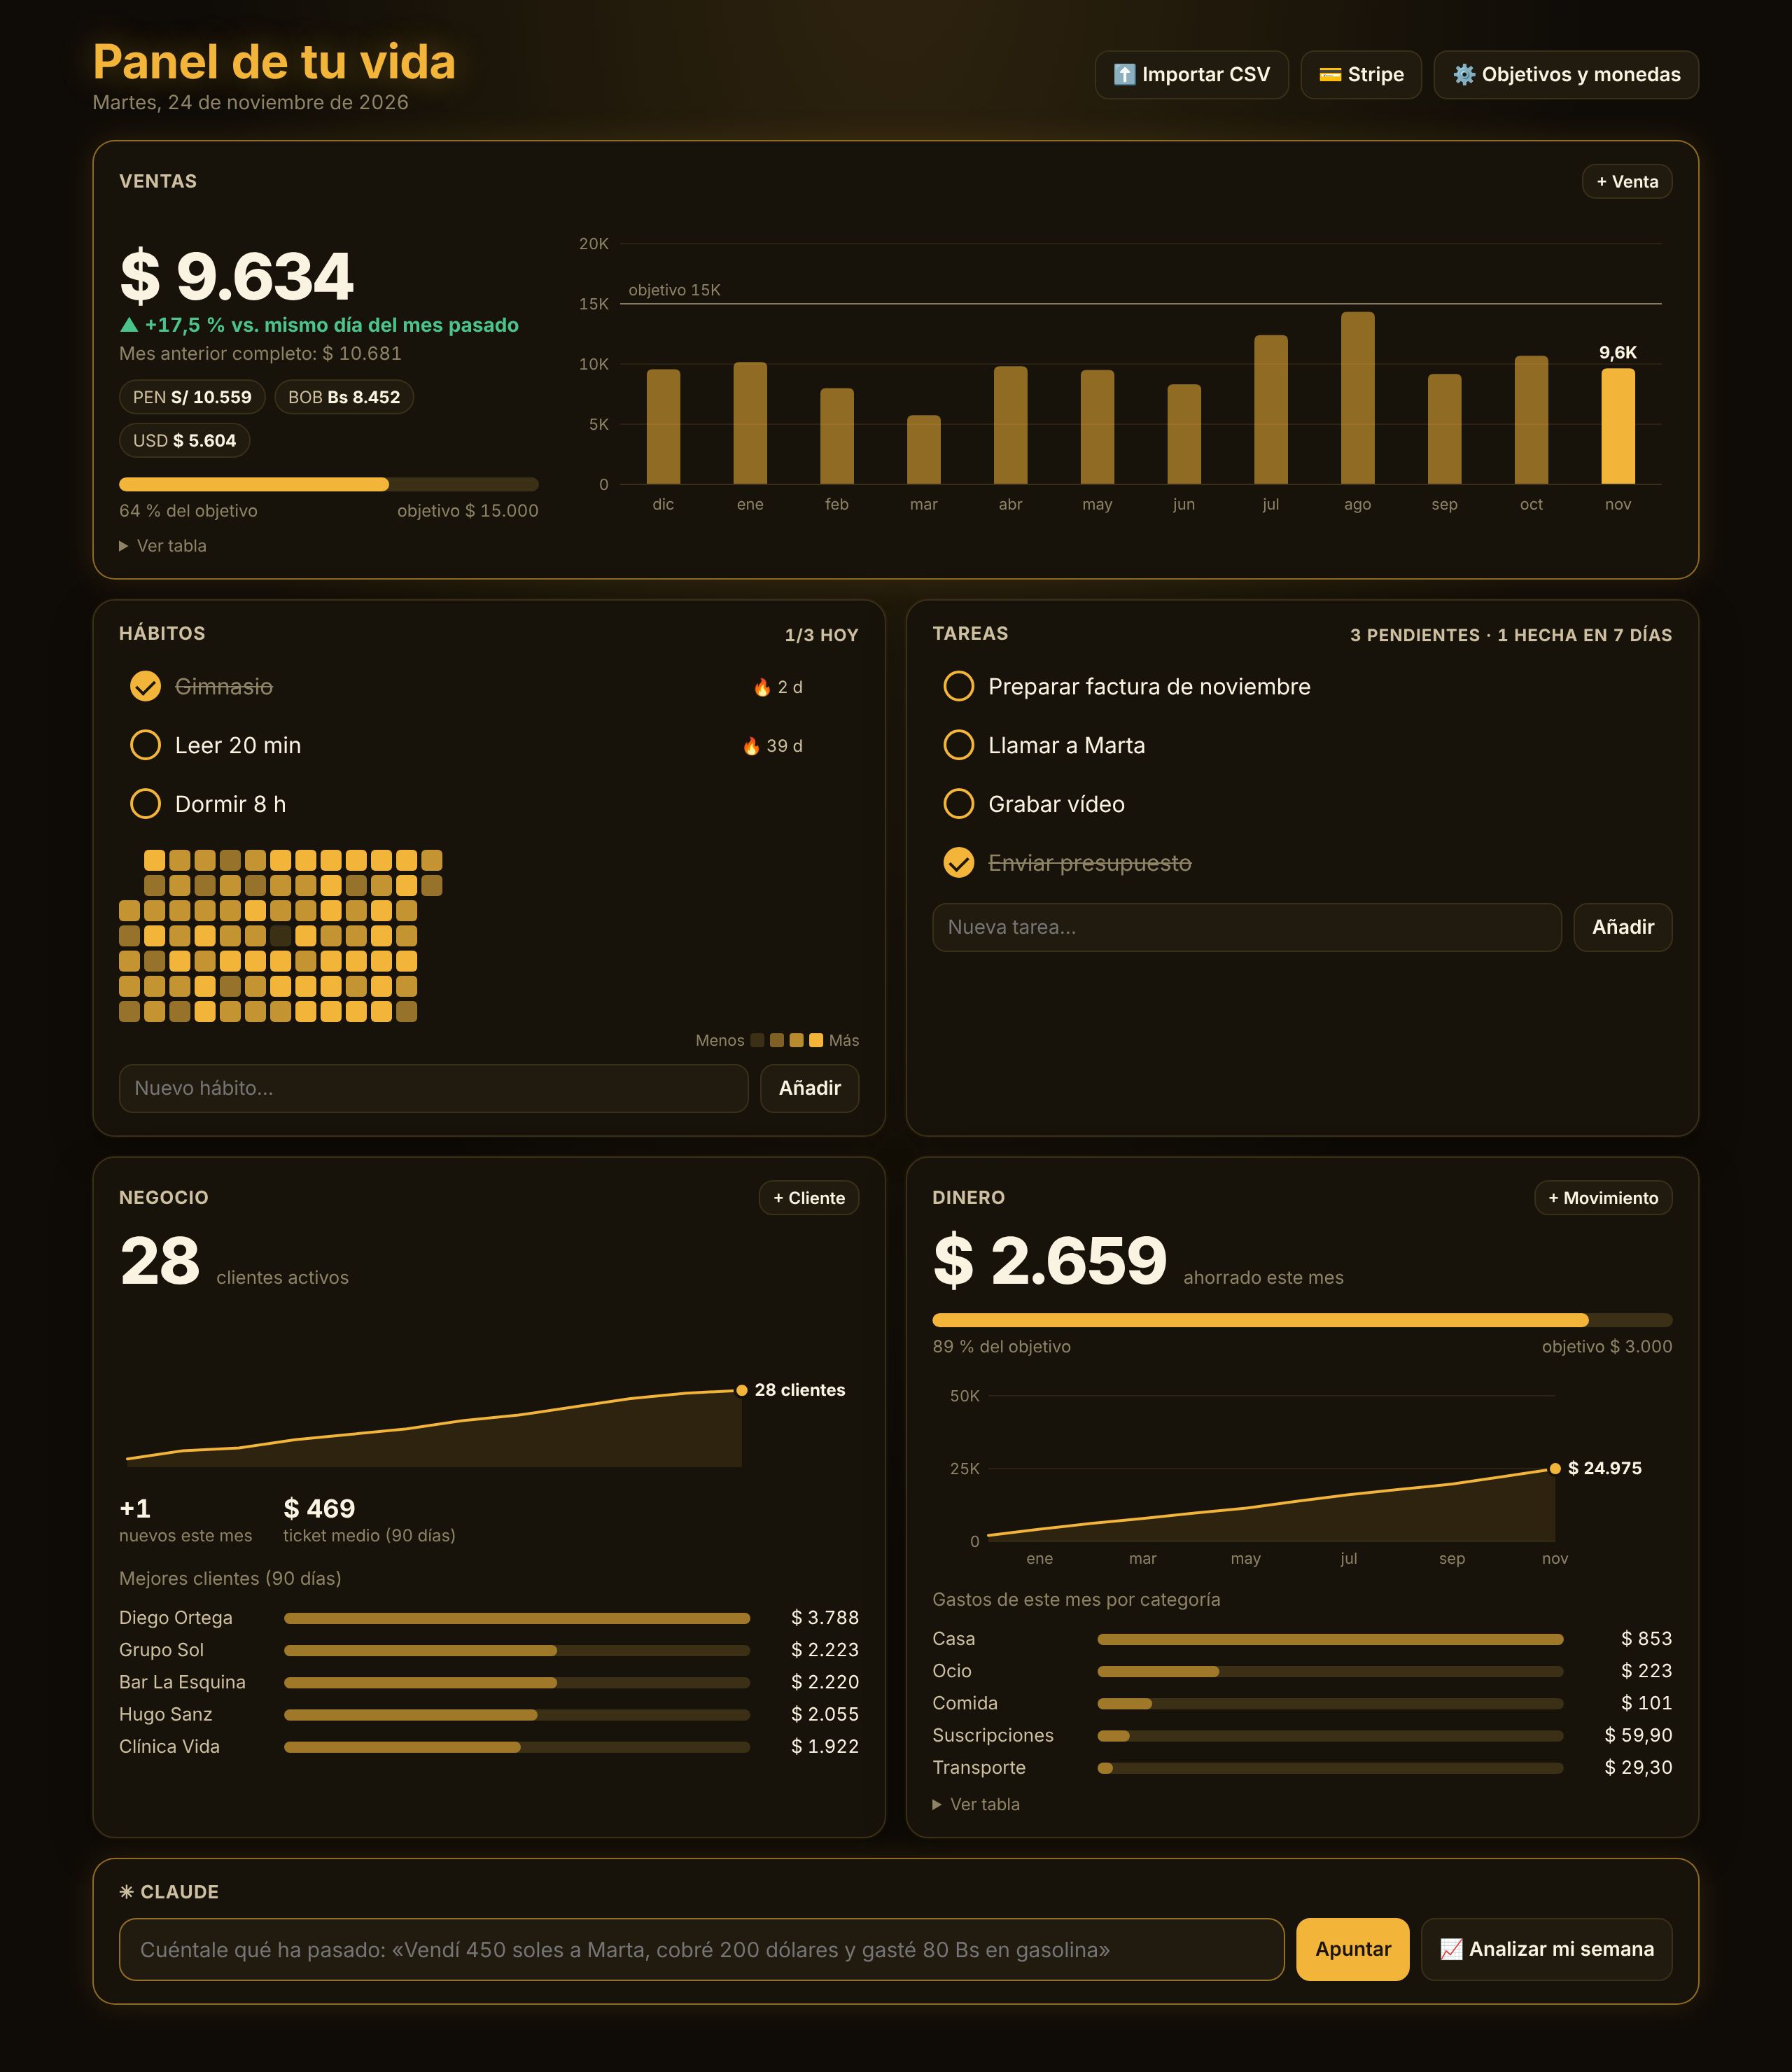 Panel de tu vida
Martes, 24 de noviembre de 2026
⬆️ Importar CSV
💳 Stripe
⚙️ Objetivos y monedas
VENTAS
+ Venta
$ 9.634
▲ +17,5 % vs. mismo día del mes pasado
Mes anterior completo: $ 10.681
PEN S/ 10.559
BOB Bs 8.452
USD $ 5.604
64 % del objetivo
objetivo $ 15.000
▶ Ver tabla
20K
objetivo 15K
15K
10K
5K
0
9,6K
dic ene feb mar abr may jun jul ago sep oct nov
HÁBITOS
1/3 HOY
Gimnasio
🔥 2 d
Leer 20 min
🔥 39 d
Dormir 8 h
Menos
Más
Nuevo hábito...
Añadir
TAREAS
3 PENDIENTES · 1 HECHA EN 7 DÍAS
Preparar factura de noviembre
Llamar a Marta
Grabar vídeo
Enviar presupuesto
Nueva tarea...
Añadir
NEGOCIO
+ Cliente
28 clientes activos
28 clientes
+1
nuevos este mes
$ 469
ticket medio (90 días)
Mejores clientes (90 días)
Diego Ortega $ 3.788
Grupo Sol $ 2.223
Bar La Esquina $ 2.220
Hugo Sanz $ 2.055
Clínica Vida $ 1.922
DINERO
+ Movimiento
$ 2.659 ahorrado este mes
89 % del objetivo
objetivo $ 3.000
50K
25K
0
$ 24.975
ene mar may jul sep nov
Gastos de este mes por categoría
Casa $ 853
Ocio $ 223
Comida $ 101
Suscripciones $ 59,90
Transporte $ 29,30
▶ Ver tabla
✳ CLAUDE
Cuéntale qué ha pasado: «Vendí 450 soles a Marta, cobré 200 dólares y gasté 80 Bs en gasolina»
Apuntar
📈 Analizar mi semana